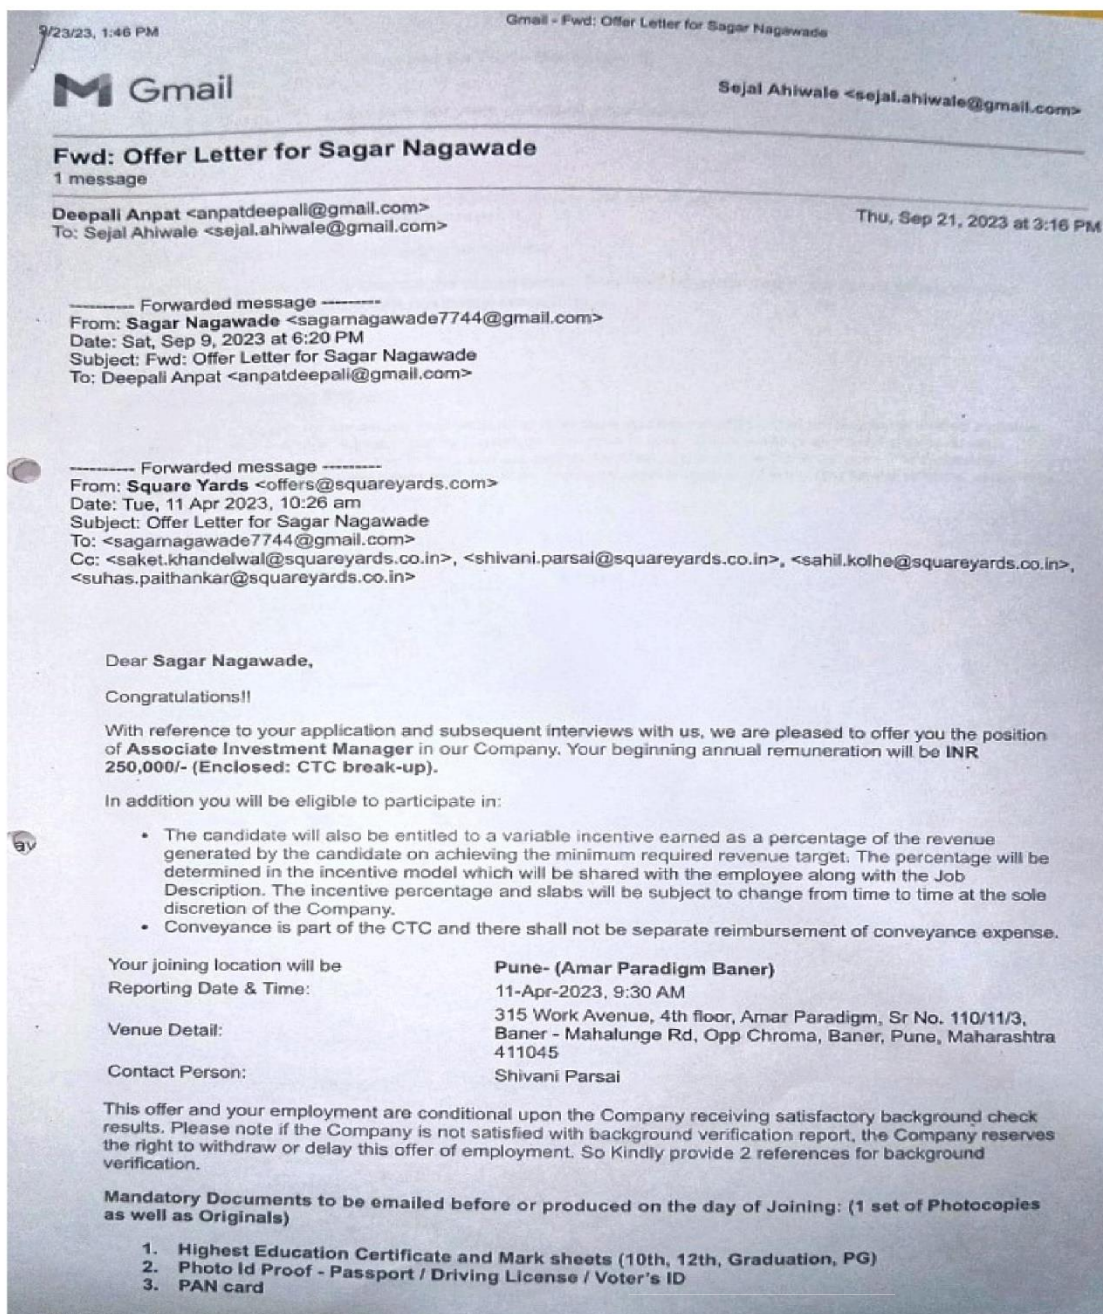 9/23/23, 1:46 PM
Gmail - Fwd: Offer Letter for Sagar Nagawade
Gmail
Sejal Ahiwale <sejal.ahiwale@gmail.com>
Fwd: Offer Letter for Sagar Nagawade
1 message
Deepali Anpat <anpatdeepali@gmail.com>
Thu, Sep 21, 2023 at 3:16 PM
To: Sejal Ahiwale <sejal.ahiwale@gmail.com>
---------- Forwarded message ---------
From: Sagar Nagawade <sagarnagawade7744@gmail.com>
Date: Sat, Sep 9, 2023 at 6:20 PM
Subject: Fwd: Offer Letter for Sagar Nagawade
To: Deepali Anpat <anpatdeepali@gmail.com>
---------- Forwarded message ---------
From: Square Yards <offers@squareyards.com>
Date: Tue, 11 Apr 2023, 10:26 am
Subject: Offer Letter for Sagar Nagawade
To: <sagarnagawade7744@gmail.com>
Cc: <saket.khandelwal@squareyards.co.in>, <shivani.parsai@squareyards.co.in>, <sahil.kolhe@squareyards.co.in>,
<suhas.paithankar@squareyards.co.in>
Dear Sagar Nagawade,
Congratulations!!
With reference to your application and subsequent interviews with us, we are pleased to offer you the position
of Associate Investment Manager in our Company. Your beginning annual remuneration will be INR
250,000/- (Enclosed: CTC break-up).
In addition you will be eligible to participate in:
• The candidate will also be entitled to a variable incentive earned as a percentage of the revenue
generated by the candidate on achieving the minimum required revenue target. The percentage will be
determined in the incentive model which will be shared with the employee along with the Job
Description. The incentive percentage and slabs will be subject to change from time to time at the sole
discretion of the Company.
• Conveyance is part of the CTC and there shall not be separate reimbursement of conveyance expense.
Your joining location will be Pune- (Amar Paradigm Baner)
Reporting Date & Time: 11-Apr-2023, 9:30 AM
315 Work Avenue, 4th floor, Amar Paradigm, Sr No. 110/11/3,
Venue Detail: Baner - Mahalunge Rd, Opp Chroma, Baner, Pune, Maharashtra
411045
Contact Person: Shivani Parsai
This offer and your employment are conditional upon the Company receiving satisfactory background check
results. Please note if the Company is not satisfied with background verification report, the Company reserves
the right to withdraw or delay this offer of employment. So Kindly provide 2 references for background
verification.
Mandatory Documents to be emailed before or produced on the day of Joining: (1 set of Photocopies
as well as Originals)
1. Highest Education Certificate and Mark sheets (10th, 12th, Graduation, PG)
2. Photo Id Proof - Passport / Driving License / Voter's ID
3. PAN card